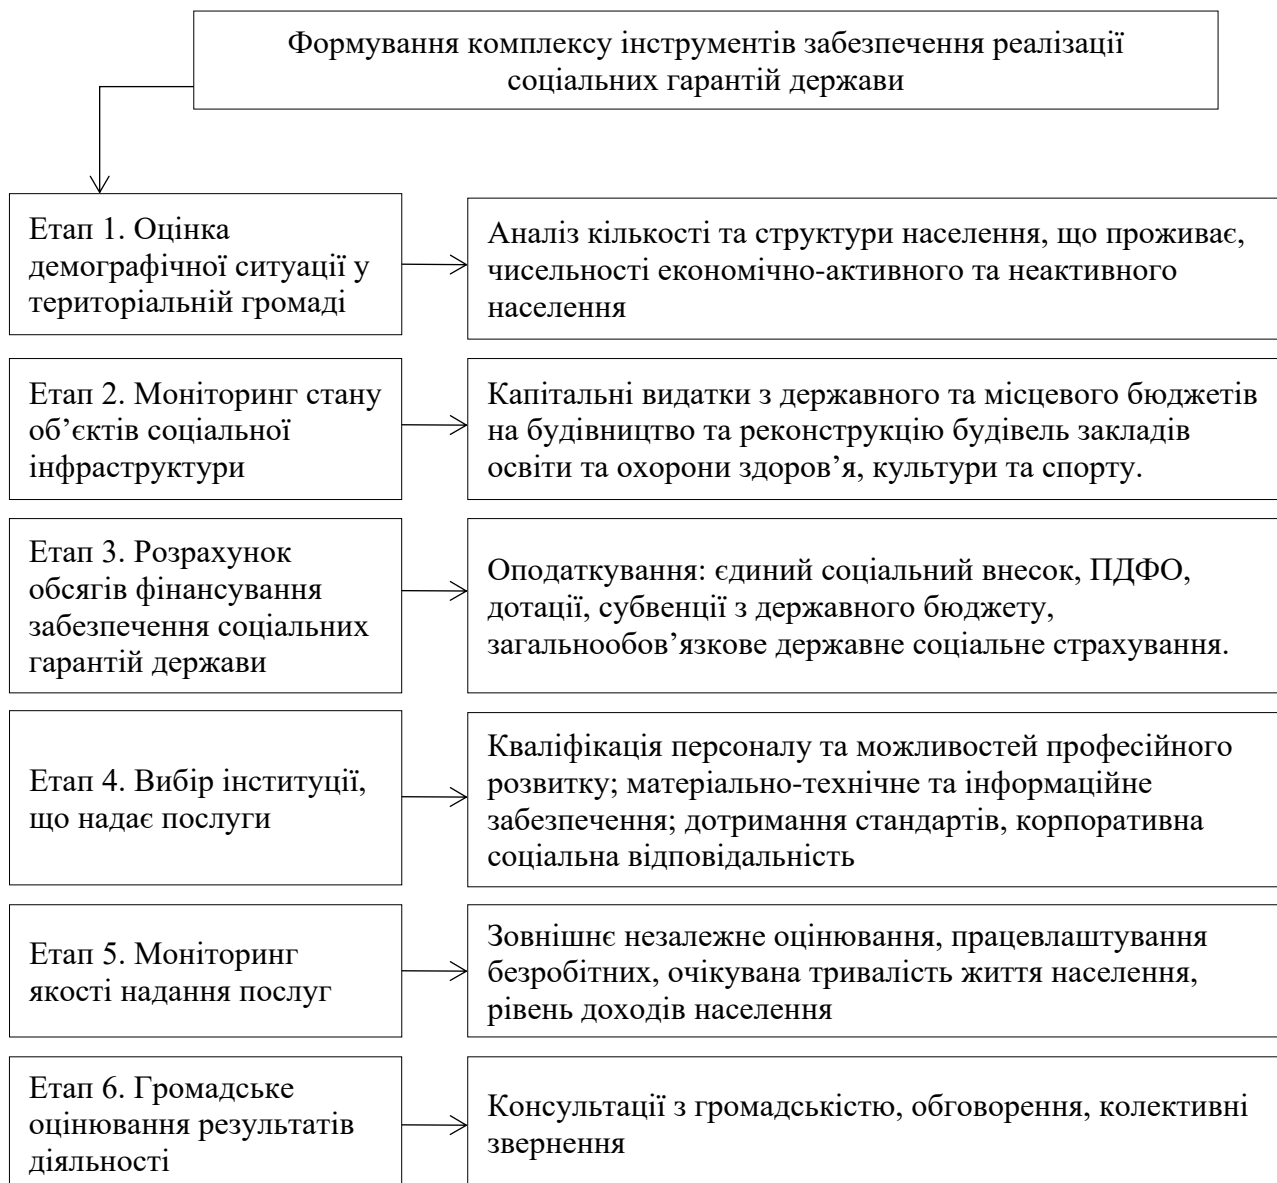 Формування комплексу інструментів забезпечення реалізації
соціальних гарантій держави
Етап 1. Оцінка
демографічної ситуації у
територіальній громаді
Аналіз кількості та структури населення, що проживає,
чисельності економічно-активного та неактивного
населення
Етап 2. Моніторинг стану
об’єктів соціальної
інфраструктури
Капітальні видатки з державного та місцевого бюджетів
на будівництво та реконструкцію будівель закладів
освіти та охорони здоров’я, культури та спорту.
Етап 3. Розрахунок
обсягів фінансування
забезпечення соціальних
гарантій держави
Оподаткування: єдиний соціальний внесок, ПДФО,
дотації, субвенції з державного бюджету,
загальнообов’язкове державне соціальне страхування.
Етап 4. Вибір інституції,
що надає послуги
Кваліфікація персоналу та можливостей професійного
розвитку; матеріально-технічне та інформаційне
забезпечення; дотримання стандартів, корпоративна
соціальна відповідальність
Етап 5. Моніторинг
якості надання послуг
Зовнішнє незалежне оцінювання, працевлаштування
безробітних, очікувана тривалість життя населення,
рівень доходів населення
Етап 6. Громадське
оцінювання результатів
діяльності
Консультації з громадськістю, обговорення, колективні
звернення